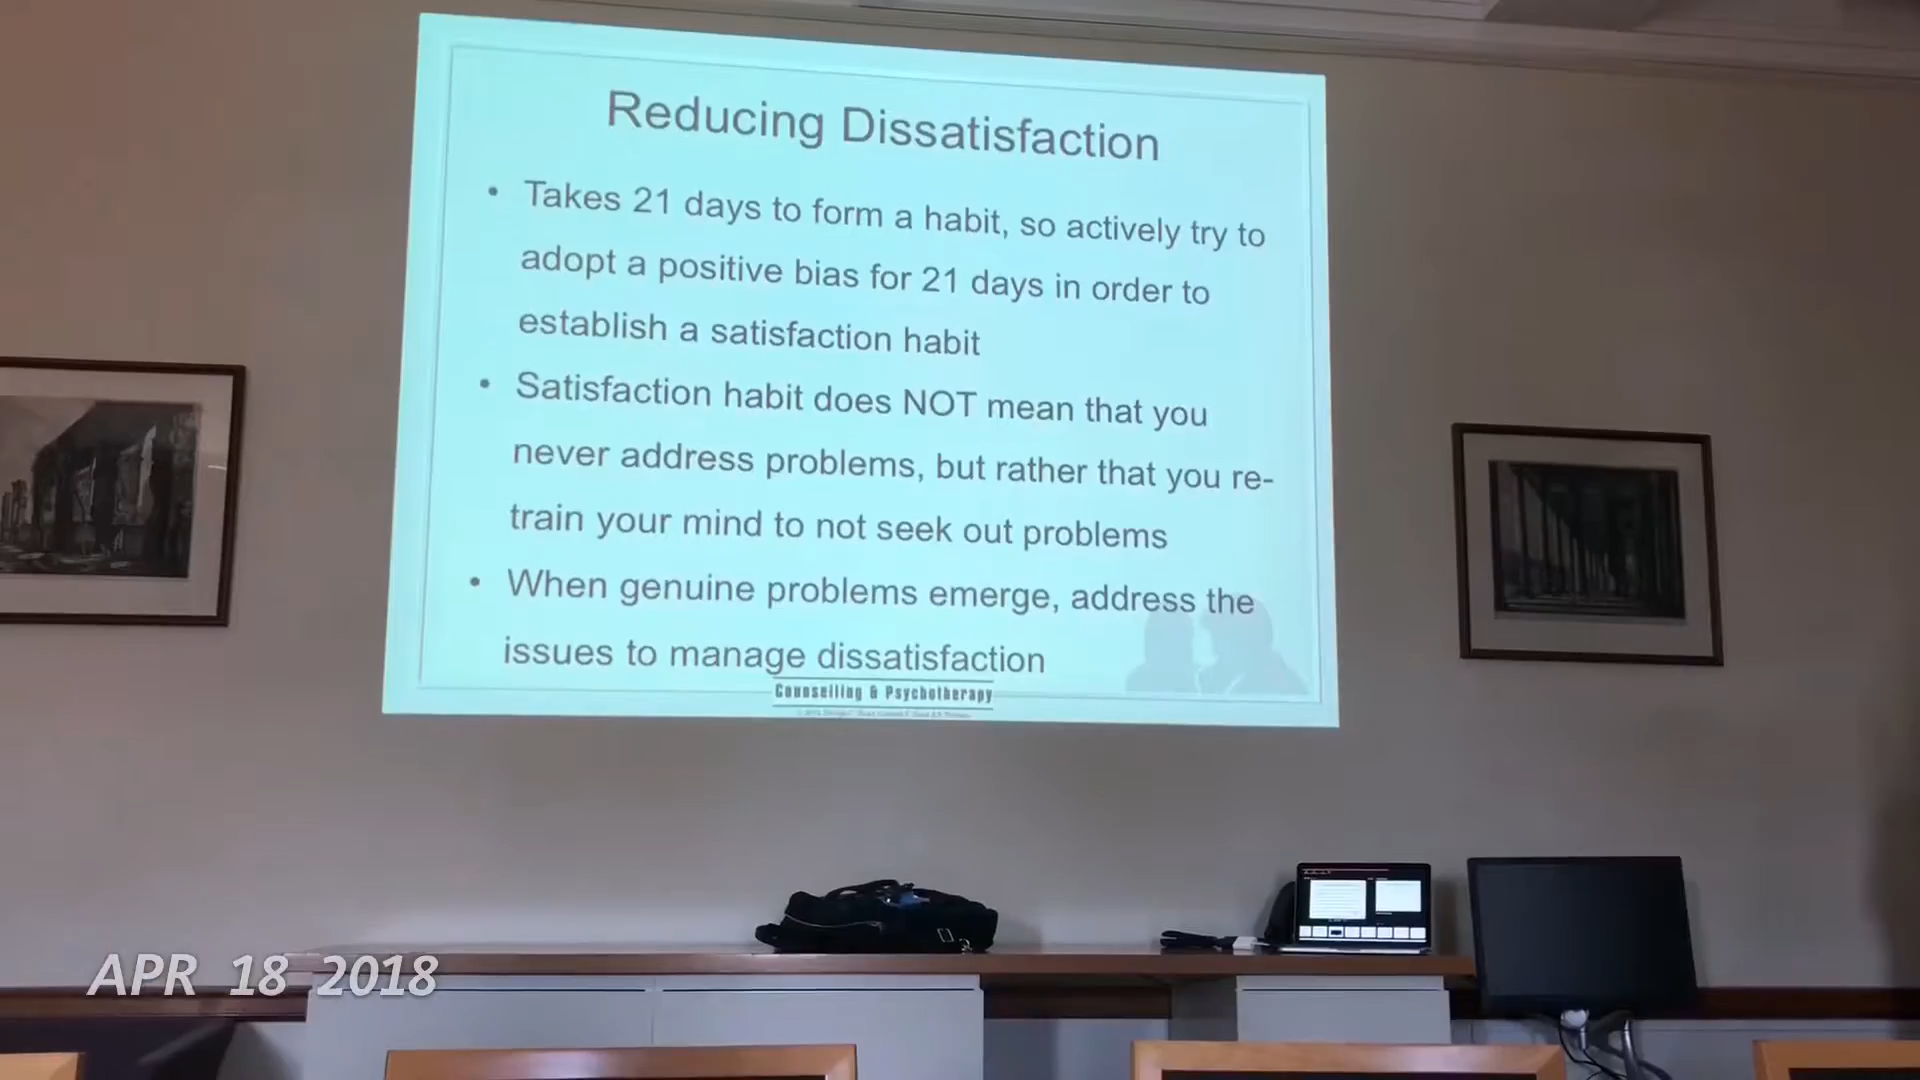 Reducing Dissatisfaction
• Takes 21 days to form a habit, so actively try to
adopt a positive bias for 21 days in order to
establish a satisfaction habit
• Satisfaction habit does NOT mean that you
never address problems, but rather that you re-
train your mind to not seek out problems
• When genuine problems emerge, address the
issues to manage dissatisfaction
Counselling & Psychotherapy
APR 18 2018